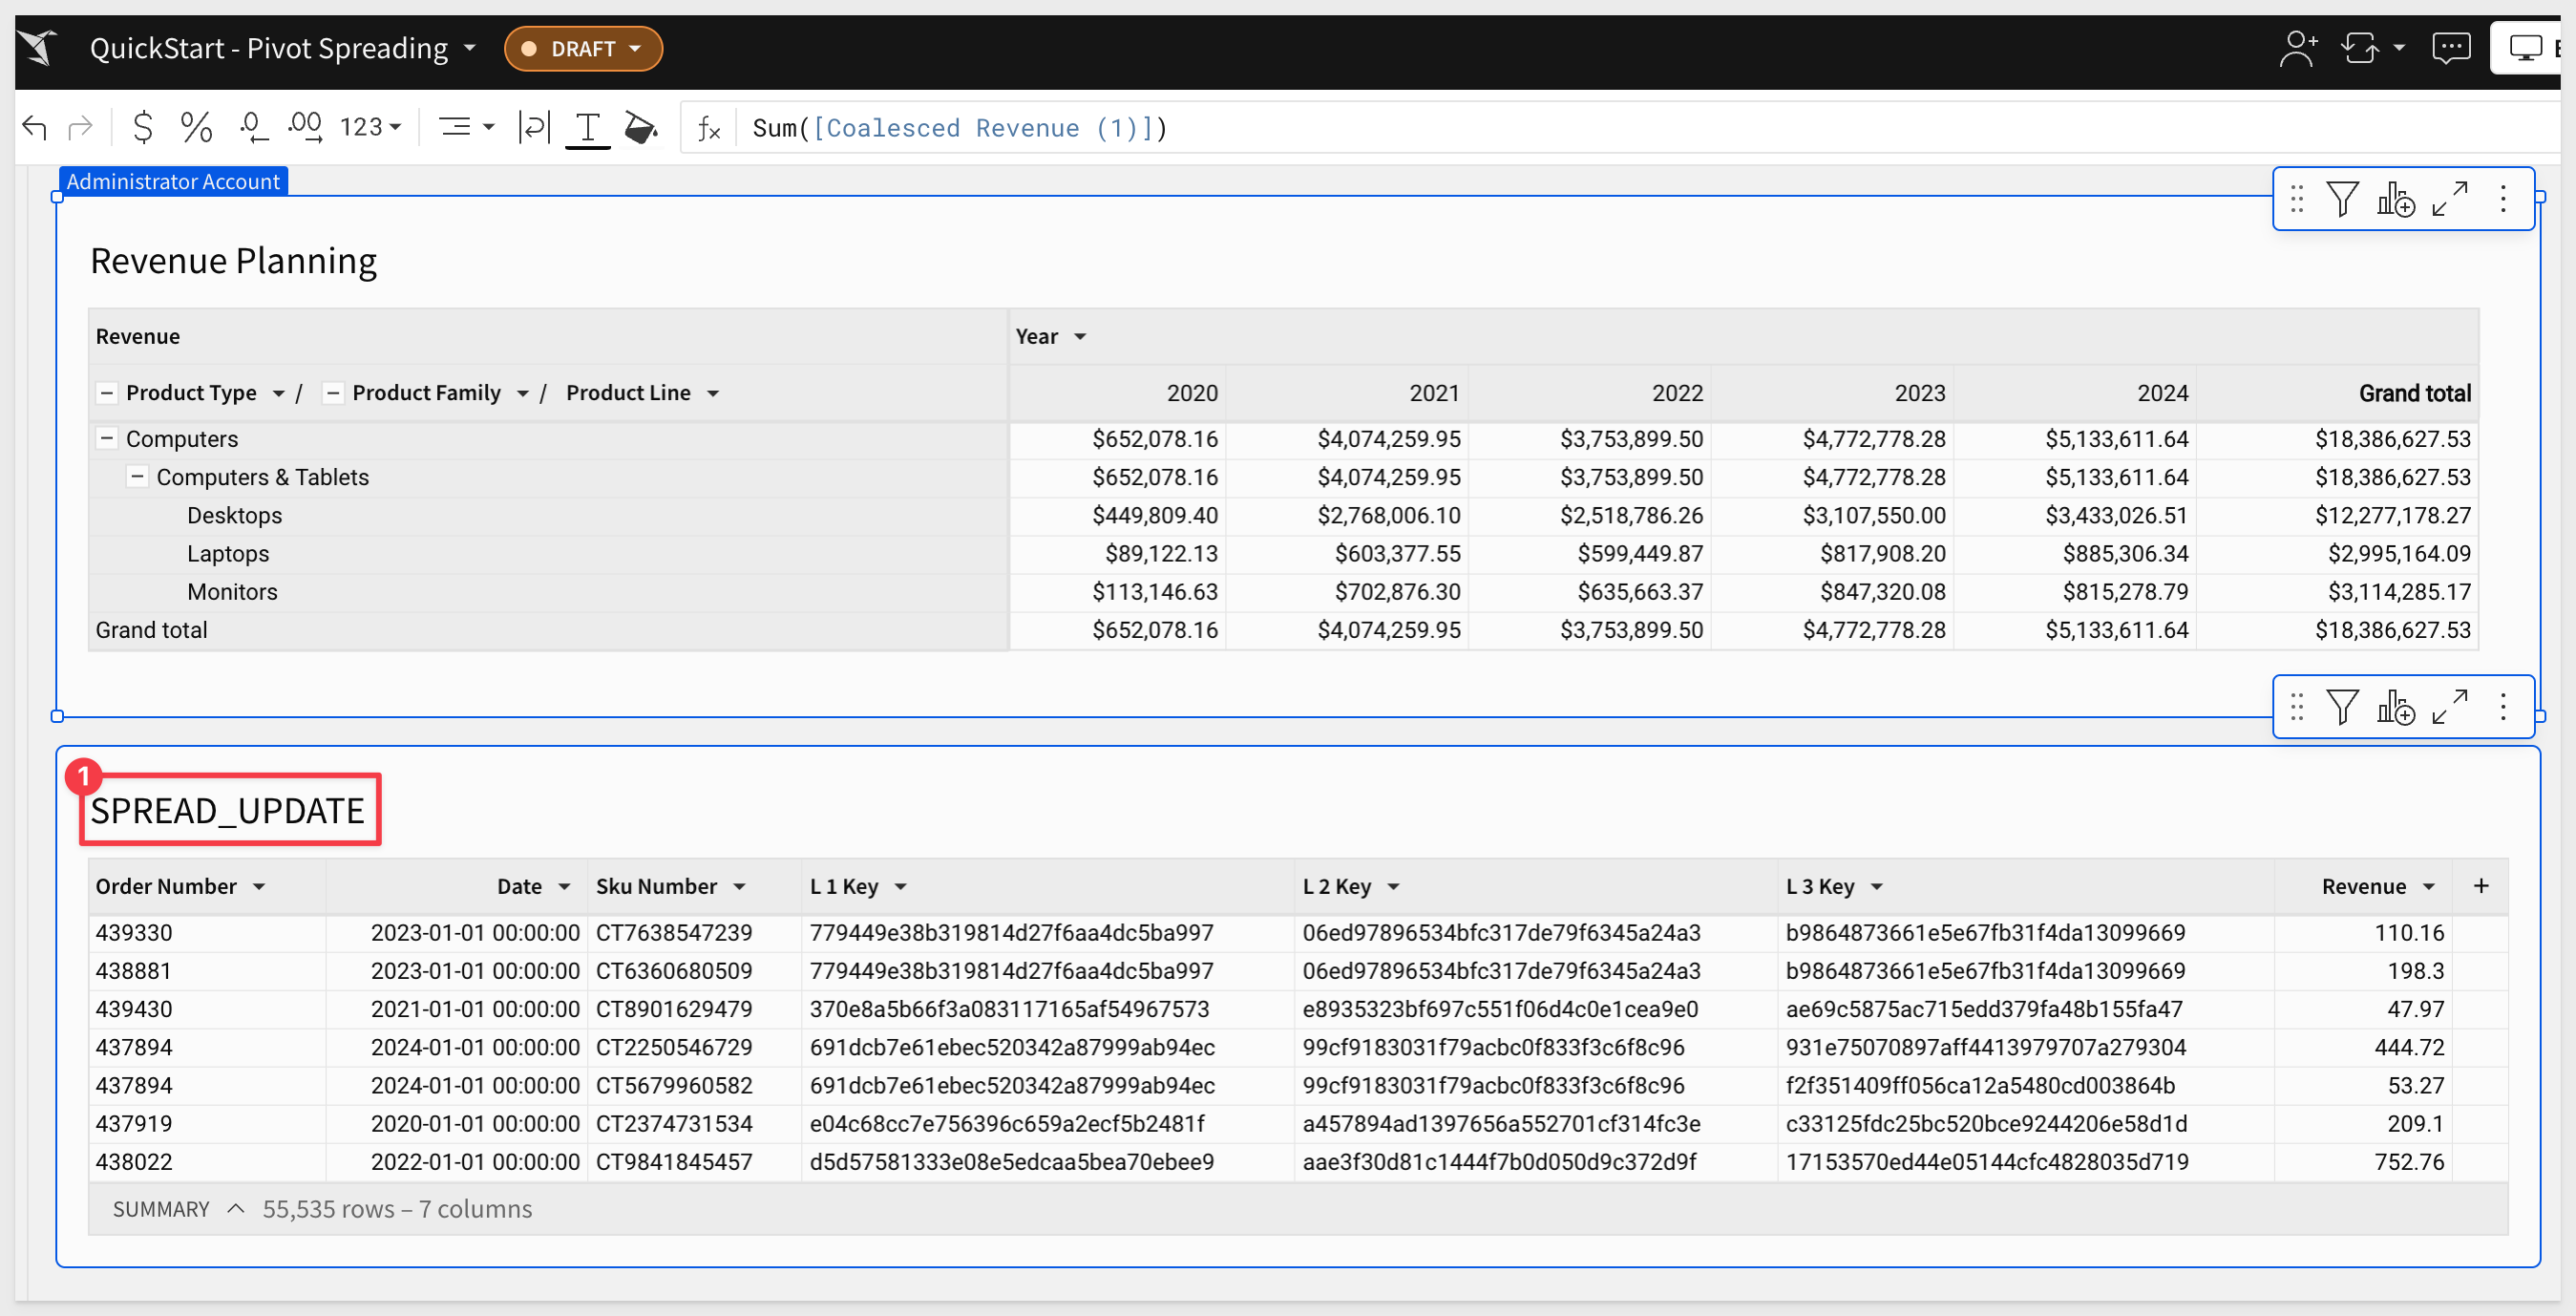 QuickStart - Pivot Spreading DRAFT
$ % .0 .00 123 T fx Sum([Coalesced Revenue (1)])
Administrator Account
Revenue Planning
Revenue Year
Product Type / Product Family / Product Line 2020 2021 2022 2023 2024 Grand total
Computers $652,078.16 $4,074,259.95 $3,753,899.50 $4,772,778.28 $5,133,611.64 $18,386,627.53
Computers & Tablets $652,078.16 $4,074,259.95 $3,753,899.50 $4,772,778.28 $5,133,611.64 $18,386,627.53
Desktops $449,809.40 $2,768,006.10 $2,518,786.26 $3,107,550.00 $3,433,026.51 $12,277,178.27
Laptops $89,122.13 $603,377.55 $599,449.87 $817,908.20 $885,306.34 $2,995,164.09
Monitors $113,146.63 $702,876.30 $635,663.37 $847,320.08 $815,278.79 $3,114,285.17
Grand total $652,078.16 $4,074,259.95 $3,753,899.50 $4,772,778.28 $5,133,611.64 $18,386,627.53
1
SPREAD_UPDATE
Order Number Date Sku Number L 1 Key L 2 Key L 3 Key Revenue +
439330 2023-01-01 00:00:00 CT7638547239 779449e38b319814d27f6aa4dc5ba997 06ed97896534bfc317de79f6345a24a3 b9864873661e5e67fb31f4da13099669 110.16
438881 2023-01-01 00:00:00 CT6360680509 779449e38b319814d27f6aa4dc5ba997 06ed97896534bfc317de79f6345a24a3 b9864873661e5e67fb31f4da13099669 198.3
439430 2021-01-01 00:00:00 CT8901629479 370e8a5b66f3a083117165af54967573 e8935323bf697c551f06d4c0e1cea9e0 ae69c5875ac715edd379fa48b155fa47 47.97
437894 2024-01-01 00:00:00 CT2250546729 691dcb7e61ebec520342a87999ab94ec 99cf9183031f79acbc0f833f3c6f8c96 931e75070897aff4413979707a279304 444.72
437894 2024-01-01 00:00:00 CT5679960582 691dcb7e61ebec520342a87999ab94ec 99cf9183031f79acbc0f833f3c6f8c96 f2f351409ff056ca12a5480cd003864b 53.27
437919 2020-01-01 00:00:00 CT2374731534 e04c68cc7e756396c659a2ecf5b2481f a457894ad1397656a552701cf314fc3e c33125fdc25bc520bce9244206e58d1d 209.1
438022 2022-01-01 00:00:00 CT9841845457 d5d57581333e08e5edcaa5bea70ebee9 aae3f30d81c1444f7b0d050d9c372d9f 17153570ed44e05144cfc4828035d719 752.76
SUMMARY 55,535 rows – 7 columns